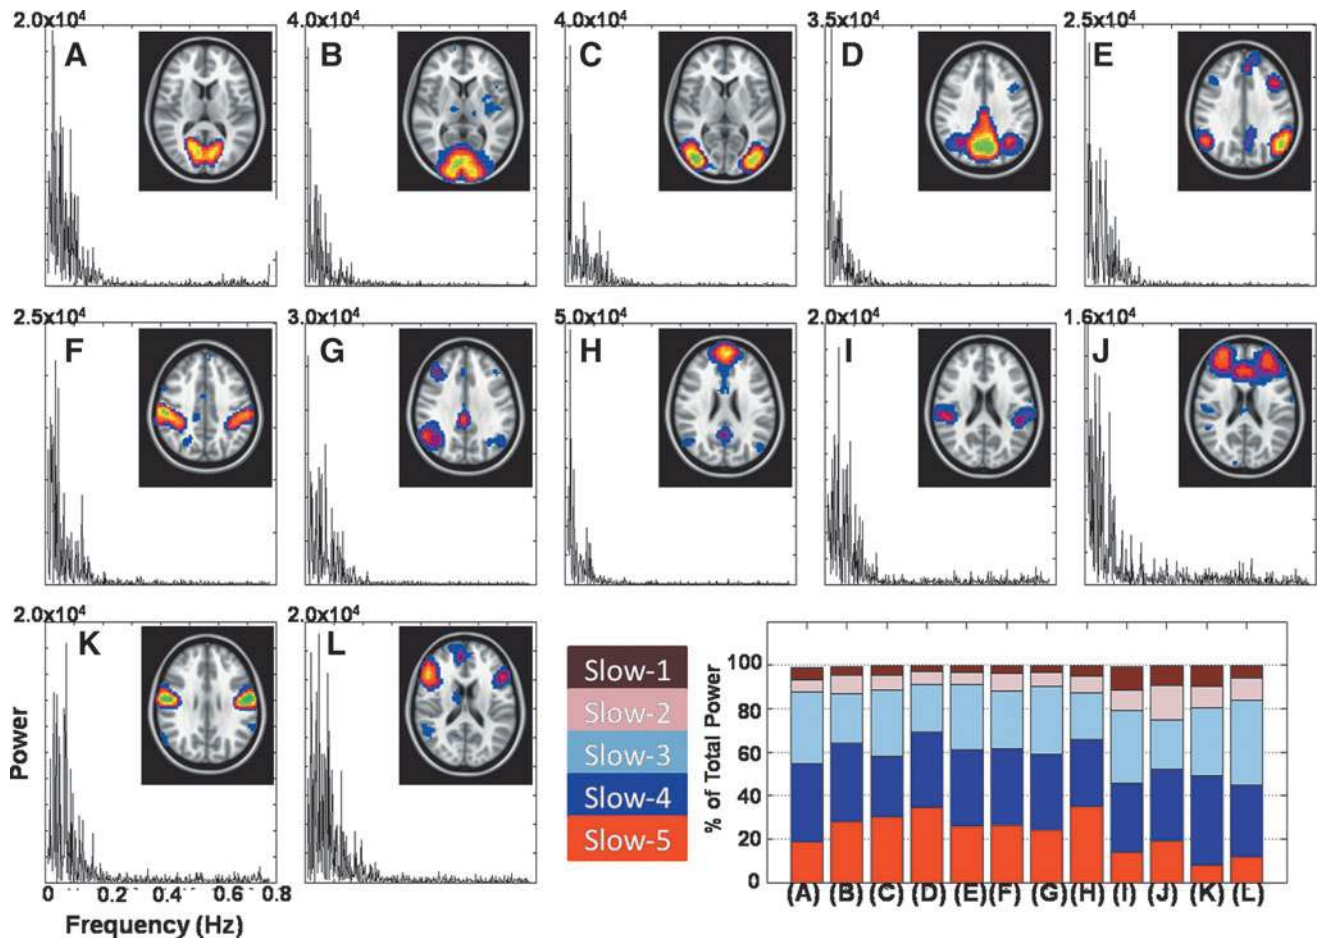 2.0x10⁴
4.0x10⁴
4.0x10⁴
3.5x10⁴
2.5x10⁴
A
B
C
D
E
2.5x10⁴
3.0x10⁴
5.0x10⁴
2.0x10⁴
1.6x10⁴
F
G
H
I
J
2.0x10⁴
2.0x10⁴
K
L
Power
0 0.2 0.4 0.6 0.8
Frequency (Hz)
Slow-1
Slow-2
Slow-3
Slow-4
Slow-5
% of Total Power
100
80
60
40
20
0
(A) (B) (C) (D) (E) (F) (G) (H) (I) (J) (K) (L)